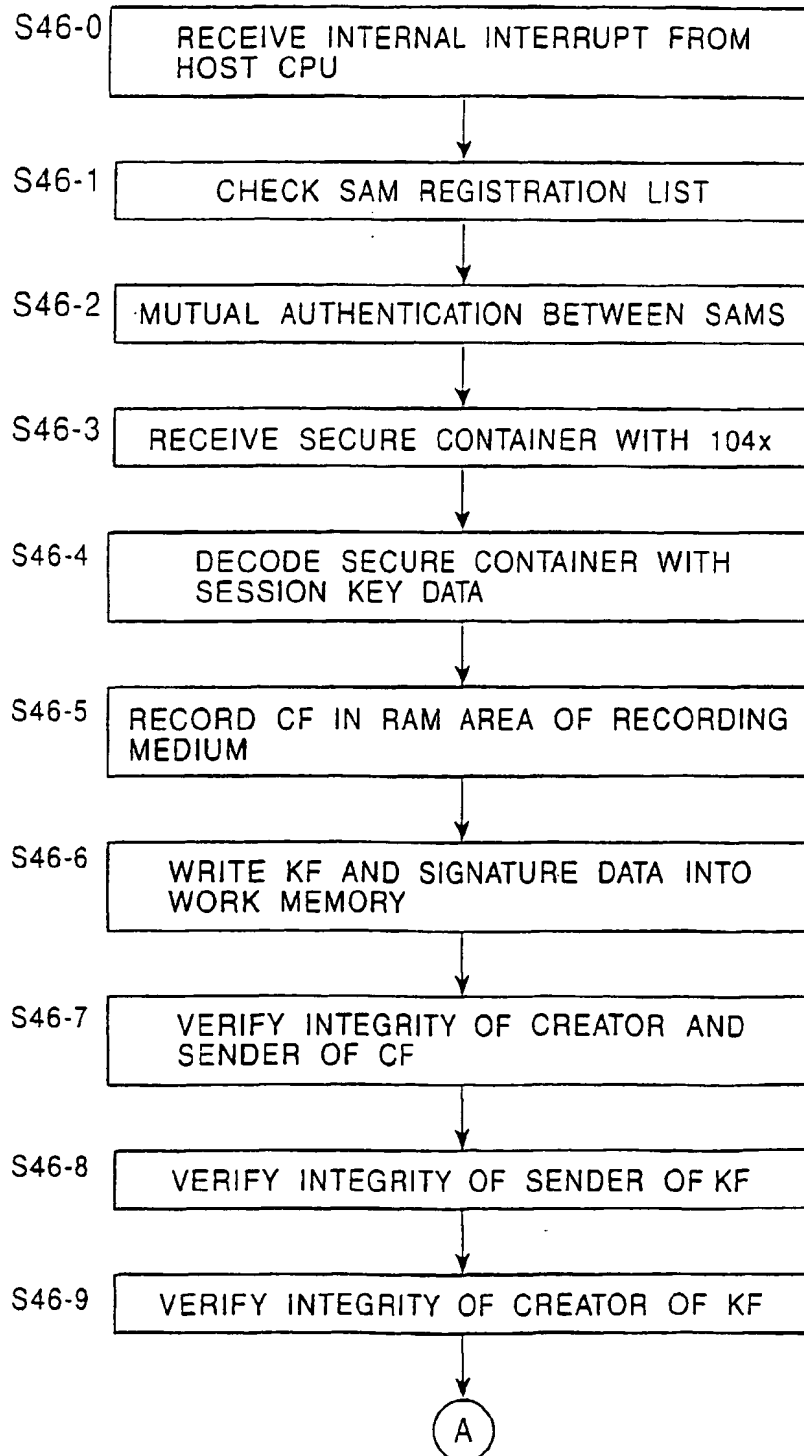 S46-0
RECEIVE INTERNAL INTERRUPT FROM
HOST CPU
S46-1
CHECK SAM REGISTRATION LIST
S46-2
MUTUAL AUTHENTICATION BETWEEN SAMS
S46-3
RECEIVE SECURE CONTAINER WITH 104x
S46-4
DECODE SECURE CONTAINER WITH
SESSION KEY DATA
S46-5
RECORD CF IN RAM AREA OF RECORDING
MEDIUM
S46-6
WRITE KF AND SIGNATURE DATA INTO
WORK MEMORY
S46-7
VERIFY INTEGRITY OF CREATOR AND
SENDER OF CF
S46-8
VERIFY INTEGRITY OF SENDER OF KF
S46-9
VERIFY INTEGRITY OF CREATOR OF KF
A